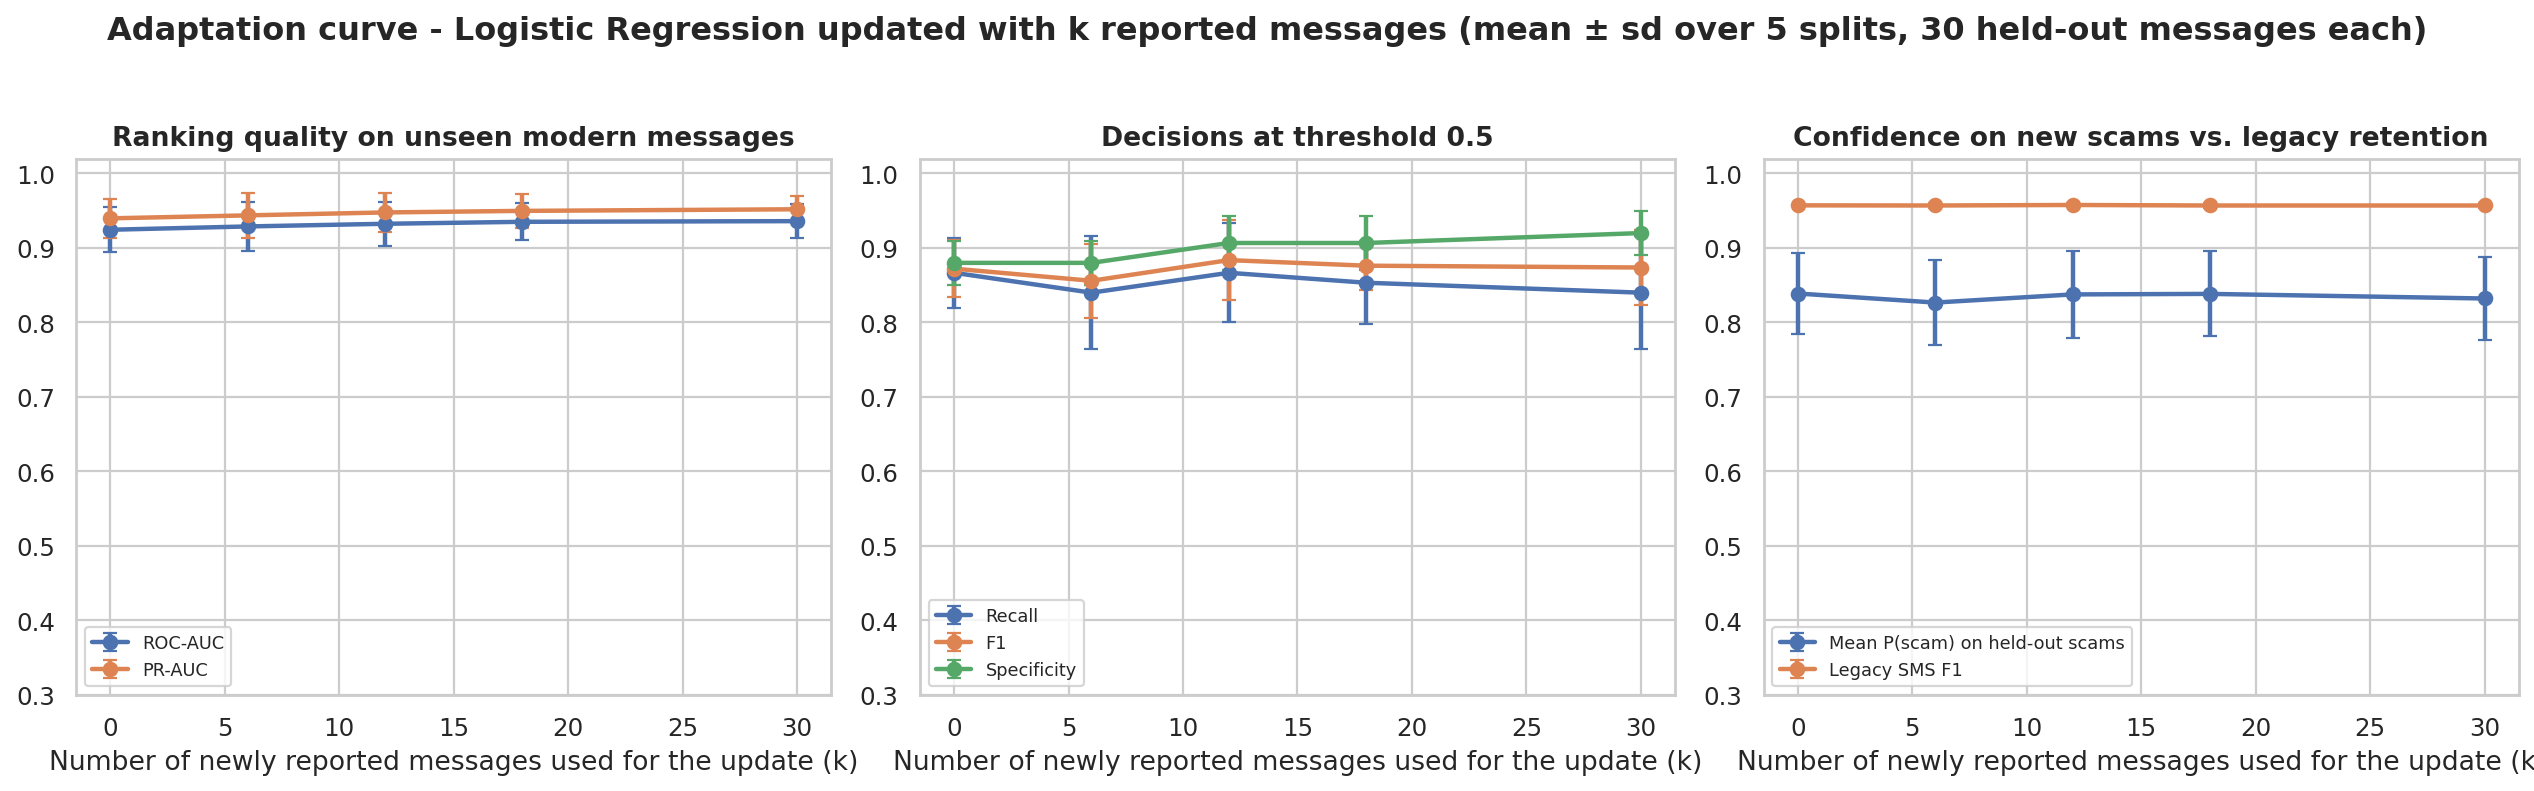 Adaptation curve - Logistic Regression updated with k reported messages (mean ± sd over 5 splits, 30 held-out messages each)
Ranking quality on unseen modern messages
1.0
0.9
0.8
0.7
0.6
0.5
0.4
0.3
ROC-AUC
PR-AUC
0 5 10 15 20 25 30
Number of newly reported messages used for the update (k)
Decisions at threshold 0.5
1.0
0.9
0.8
0.7
0.6
0.5
0.4
0.3
Recall
F1
Specificity
0 5 10 15 20 25 30
Number of newly reported messages used for the update (k)
Confidence on new scams vs. legacy retention
1.0
0.9
0.8
0.7
0.6
0.5
0.4
0.3
Mean P(scam) on held-out scams
Legacy SMS F1
0 5 10 15 20 25 30
Number of newly reported messages used for the update (k